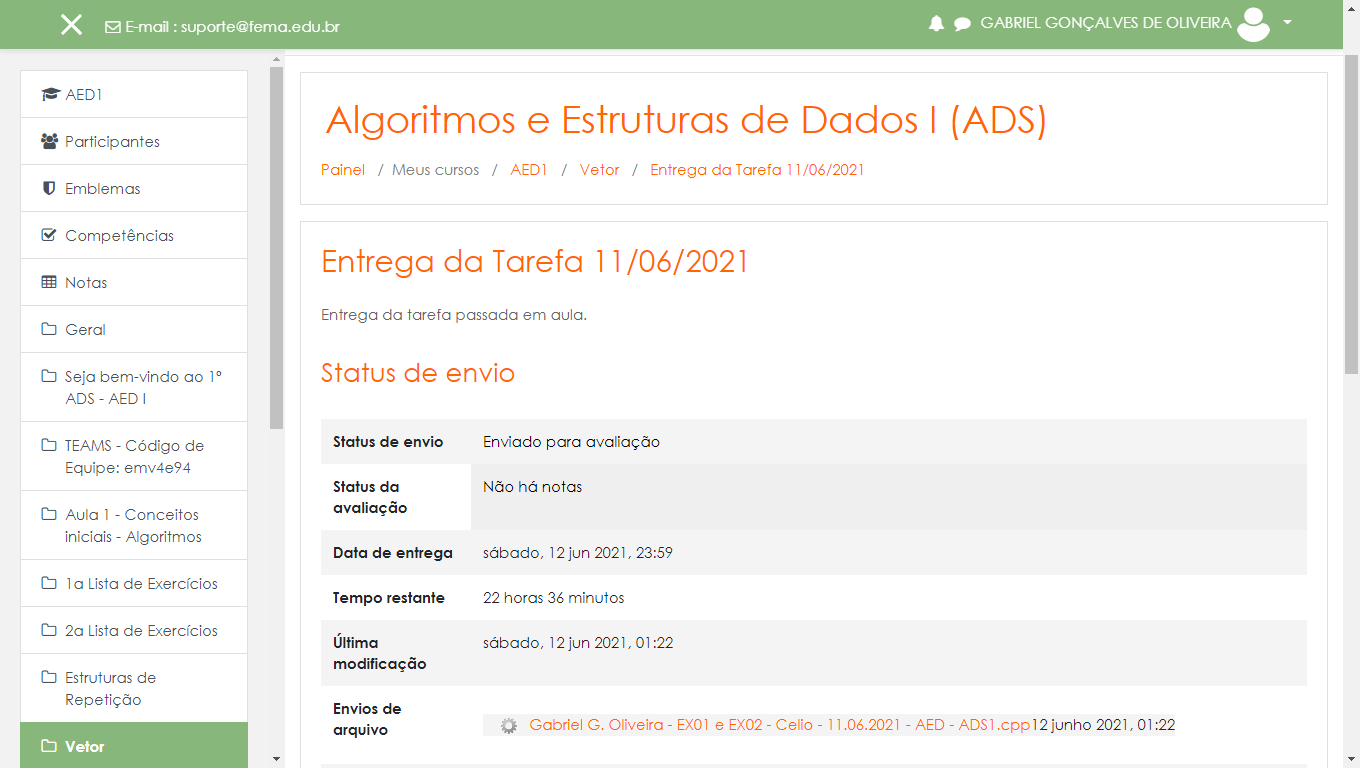 E-mail : suporte@fema.edu.br
GABRIEL GONÇALVES DE OLIVEIRA
AED1
Participantes
Emblemas
Competências
Notas
Geral
Seja bem-vindo ao 1º
ADS - AED I
TEAMS - Código de
Equipe: emv4e94
Aula 1 - Conceitos
iniciais - Algoritmos
1a Lista de Exercícios
2a Lista de Exercícios
Estruturas de
Repetição
Vetor
Algoritmos e Estruturas de Dados I (ADS)
Painel / Meus cursos / AED1 / Vetor / Entrega da Tarefa 11/06/2021
Entrega da Tarefa 11/06/2021
Entrega da tarefa passada em aula.
Status de envio
Status de envio Enviado para avaliação
Status da
avaliação
Não há notas
Data de entrega sábado, 12 jun 2021, 23:59
Tempo restante 22 horas 36 minutos
Última
modificação
sábado, 12 jun 2021, 01:22
Envios de
arquivo
Gabriel G. Oliveira - EX01 e EX02 - Celio - 11.06.2021 - AED - ADS1.cpp12 junho 2021, 01:22